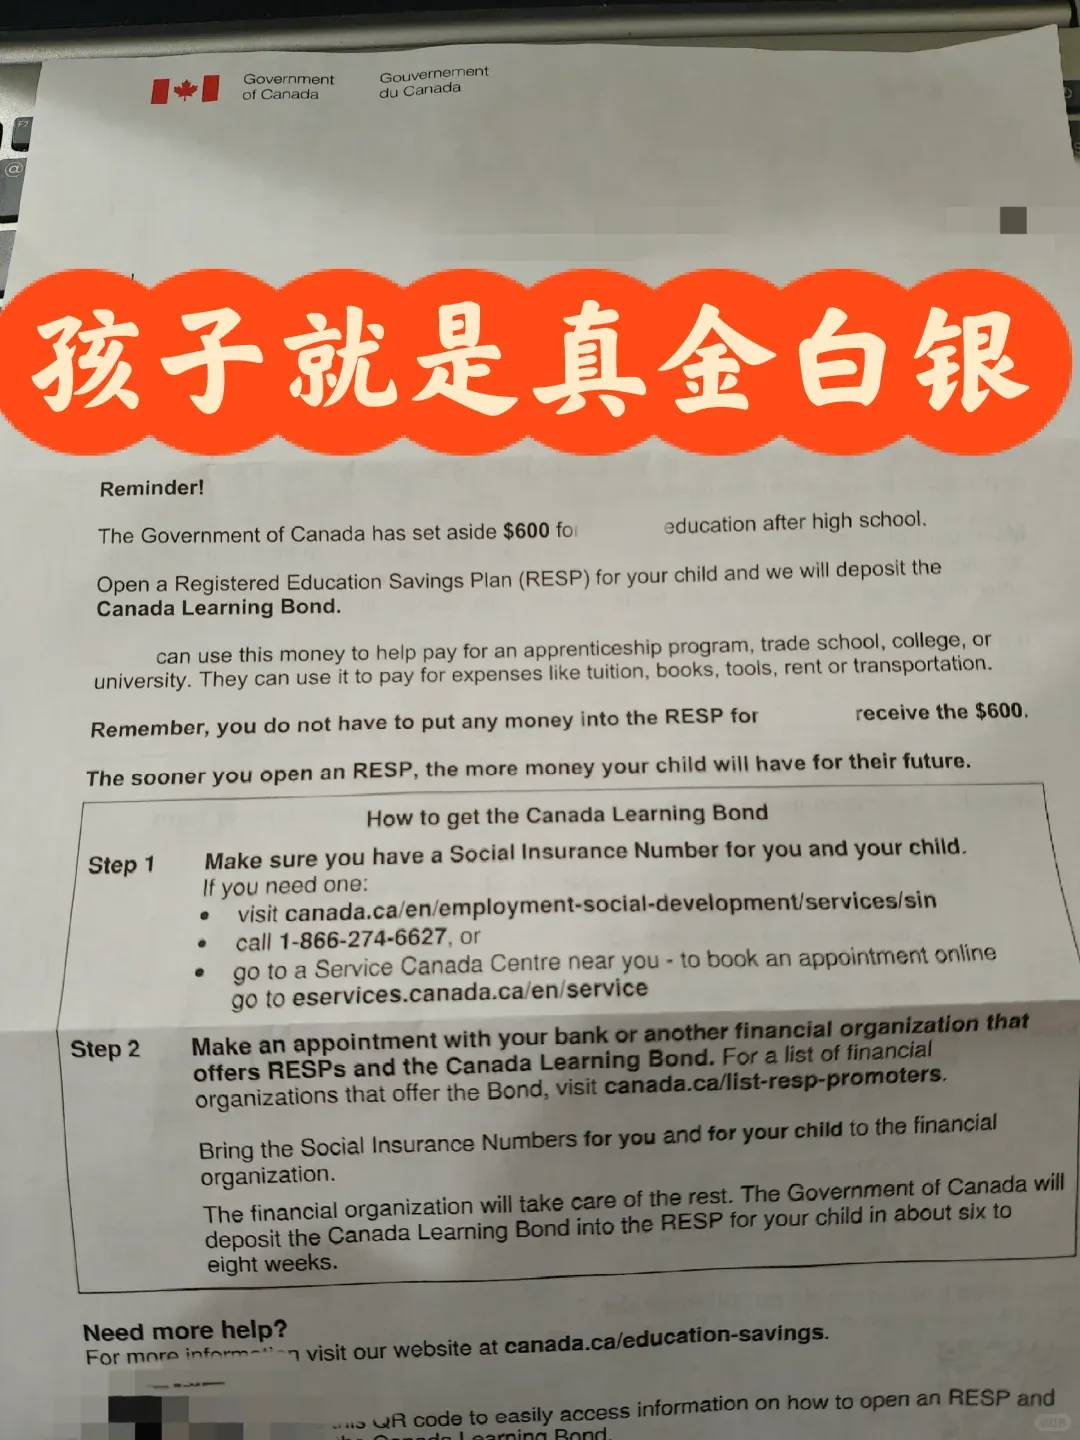 Government of Canada
Gouvernement du Canada
孩子就是真金白银
Reminder!
The Government of Canada has set aside $600 for education after high school.
Open a Registered Education Savings Plan (RESP) for your child and we will deposit the
Canada Learning Bond.
can use this money to help pay for an apprenticeship program, trade school, college, or
university. They can use it to pay for expenses like tuition, books, tools, rent or transportation.
Remember, you do not have to put any money into the RESP for receive the $600.
The sooner you open an RESP, the more money your child will have for their future.
How to get the Canada Learning Bond
Step 1 Make sure you have a Social Insurance Number for you and your child.
If you need one:
• visit canada.ca/en/employment-social-development/services/sin
• call 1-866-274-6627, or
• go to a Service Canada Centre near you - to book an appointment online
go to eservices.canada.ca/en/service
Step 2 Make an appointment with your bank or another financial organization that
offers RESPs and the Canada Learning Bond. For a list of financial
organizations that offer the Bond, visit canada.ca/list-resp-promoters.
Bring the Social Insurance Numbers for you and for your child to the financial
organization.
The financial organization will take care of the rest. The Government of Canada will
deposit the Canada Learning Bond into the RESP for your child in about six to
eight weeks.
Need more help?
For more information visit our website at canada.ca/education-savings.
this QR code to easily access information on how to open an RESP and
the Canada Learning Bond.